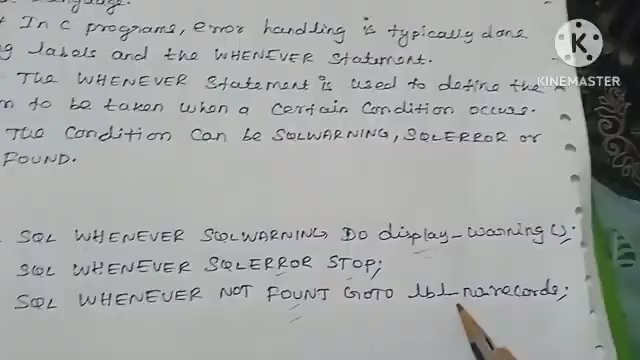 language.
In C programs, error handling is typically done
labels and the WHENEVER Statement.
The WHENEVER Statement is used to define the
to be taken when a certain condition occurs.
The Condition can be SQLWARNING, SQLERROR or
FOUND.
SQL WHENEVER SQLWARNING DO display_warning();
SQL WHENEVER SQLERROR STOP;
SQL WHENEVER NOT FOUNT GOTO lbl_norecords;
KINEMASTER